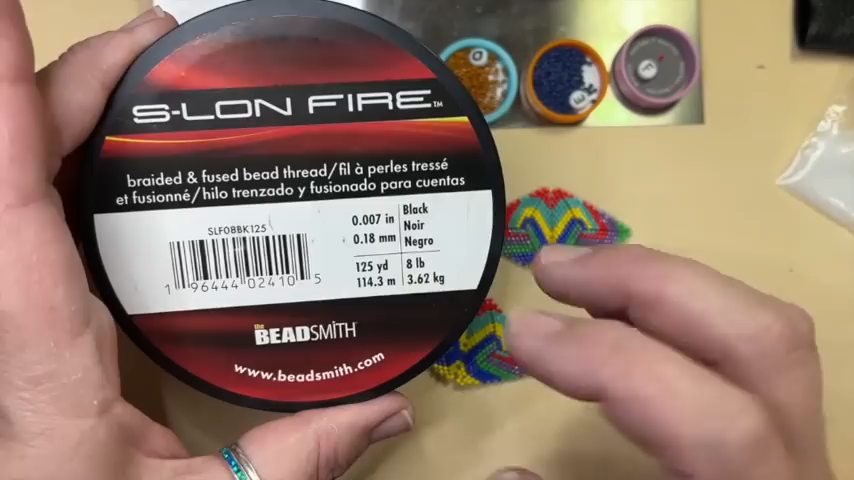 S-LON FIRE™
braided & fused bead thread/fil à perles tressé
et fusionné/hilo trenzado y fusionado para cuentas
SLF08BK125
1 96444 02410 5
0.007 in
0.18 mm
Black
Noir
Negro
125 yd
114.3 m
8 lb
3.62 kg
the BEADSMITH
www.beadsmith.com